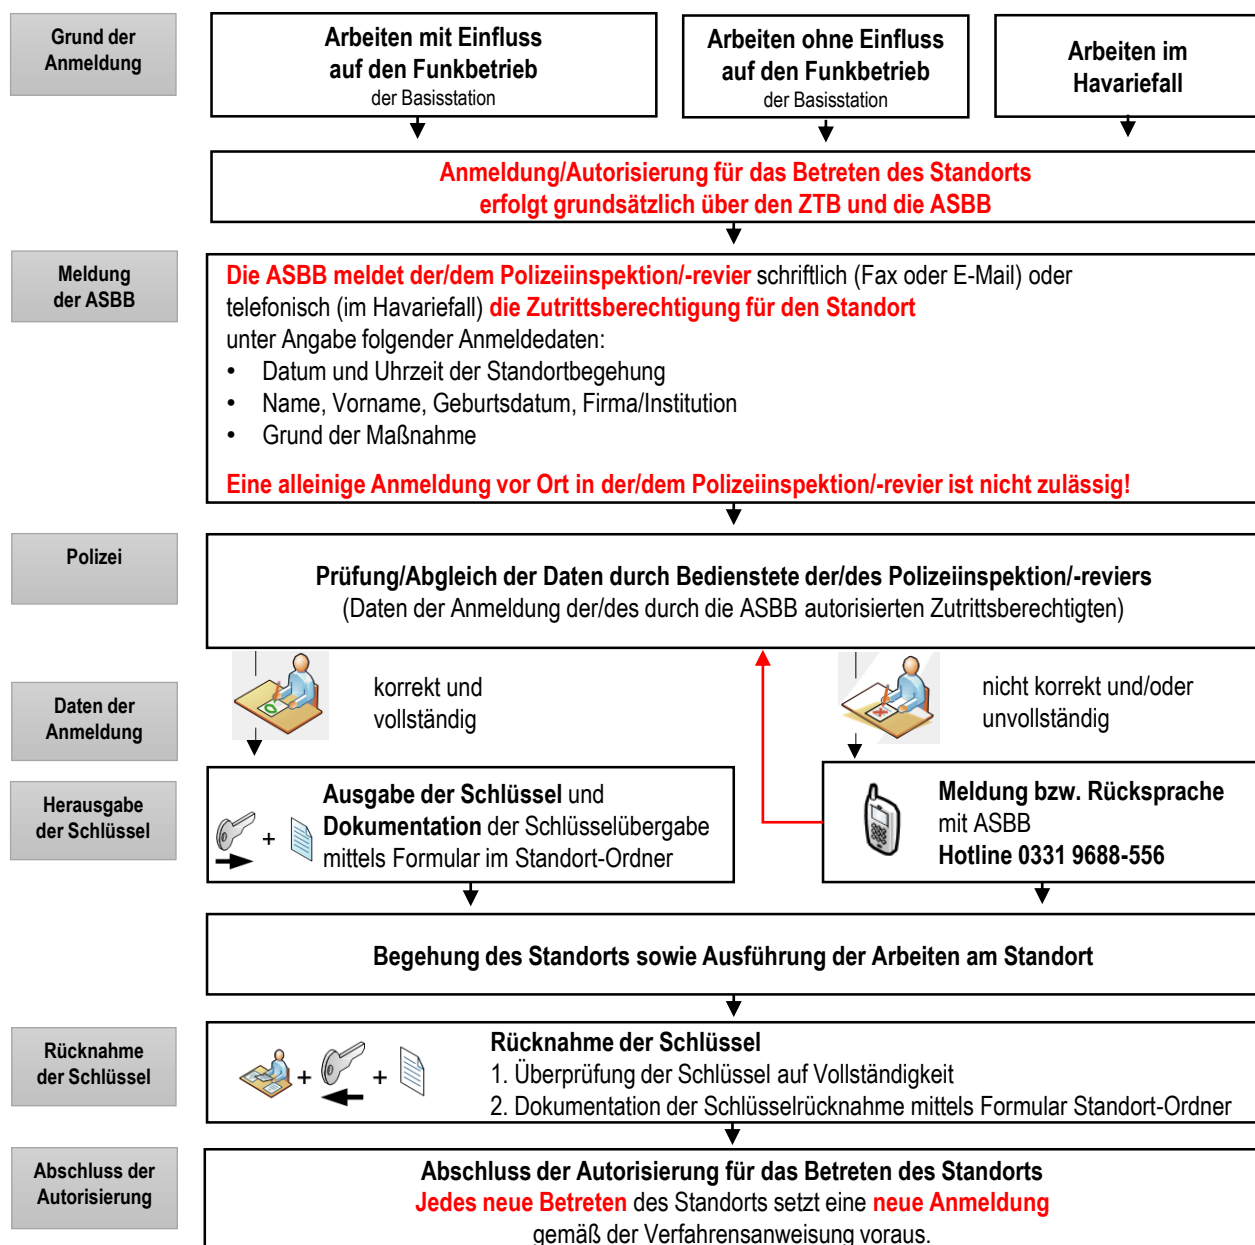 Grund der
Anmeldung
Arbeiten mit Einfluss
auf den Funkbetrieb
der Basisstation
Arbeiten ohne Einfluss
auf den Funkbetrieb
der Basisstation
Arbeiten im
Havariefall
Anmeldung/Autorisierung für das Betreten des Standorts
erfolgt grundsätzlich über den ZTB und die ASBB
Meldung
der ASBB
Die ASBB meldet der/dem Polizeiinspektion/-revier schriftlich (Fax oder E-Mail) oder
telefonisch (im Havariefall) die Zutrittsberechtigung für den Standort
unter Angabe folgender Anmeldedaten:
• Datum und Uhrzeit der Standortbegehung
• Name, Vorname, Geburtsdatum, Firma/Institution
• Grund der Maßnahme
Eine alleinige Anmeldung vor Ort in der/dem Polizeiinspektion/-revier ist nicht zulässig!
Polizei
Prüfung/Abgleich der Daten durch Bedienstete der/des Polizeiinspektion/-reviers
(Daten der Anmeldung der/des durch die ASBB autorisierten Zutrittsberechtigten)
Daten der
Anmeldung
korrekt und
vollständig
nicht korrekt und/oder
unvollständig
Herausgabe
der Schlüssel
+
Ausgabe der Schlüssel und
Dokumentation der Schlüsselübergabe
mittels Formular im Standort-Ordner
Meldung bzw. Rücksprache
mit ASBB
Hotline 0331 9688-556
Begehung des Standorts sowie Ausführung der Arbeiten am Standort
Rücknahme
der Schlüssel
+ +
Rücknahme der Schlüssel
1. Überprüfung der Schlüssel auf Vollständigkeit
2. Dokumentation der Schlüsselrücknahme mittels Formular Standort-Ordner
Abschluss der
Autorisierung
Abschluss der Autorisierung für das Betreten des Standorts
Jedes neue Betreten des Standorts setzt eine neue Anmeldung
gemäß der Verfahrensanweisung voraus.